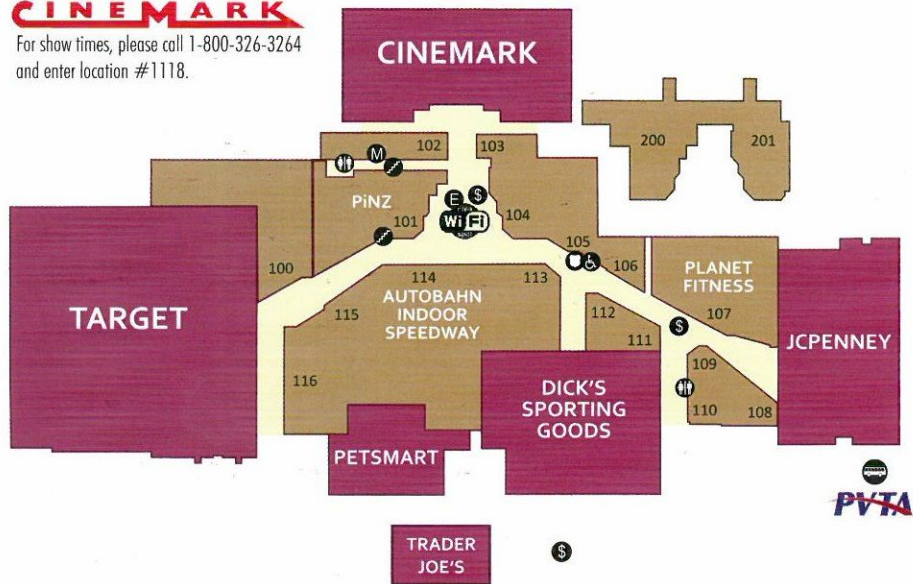 CINEMARK
For show times, please call 1-800-326-3264
and enter location #1118.
CINEMARK
200
201
102
103
M
PiNZ
101
E
$
104
WiFi
100
105
106
PLANET
FITNESS
107
TARGET
114
113
AUTOBAHN
INDOOR
SPEEDWAY
115
112
111
$
JCPENNEY
116
109
110
108
DICK'S
SPORTING
GOODS
PETSMART
PVTA
TRADER
JOE'S
$